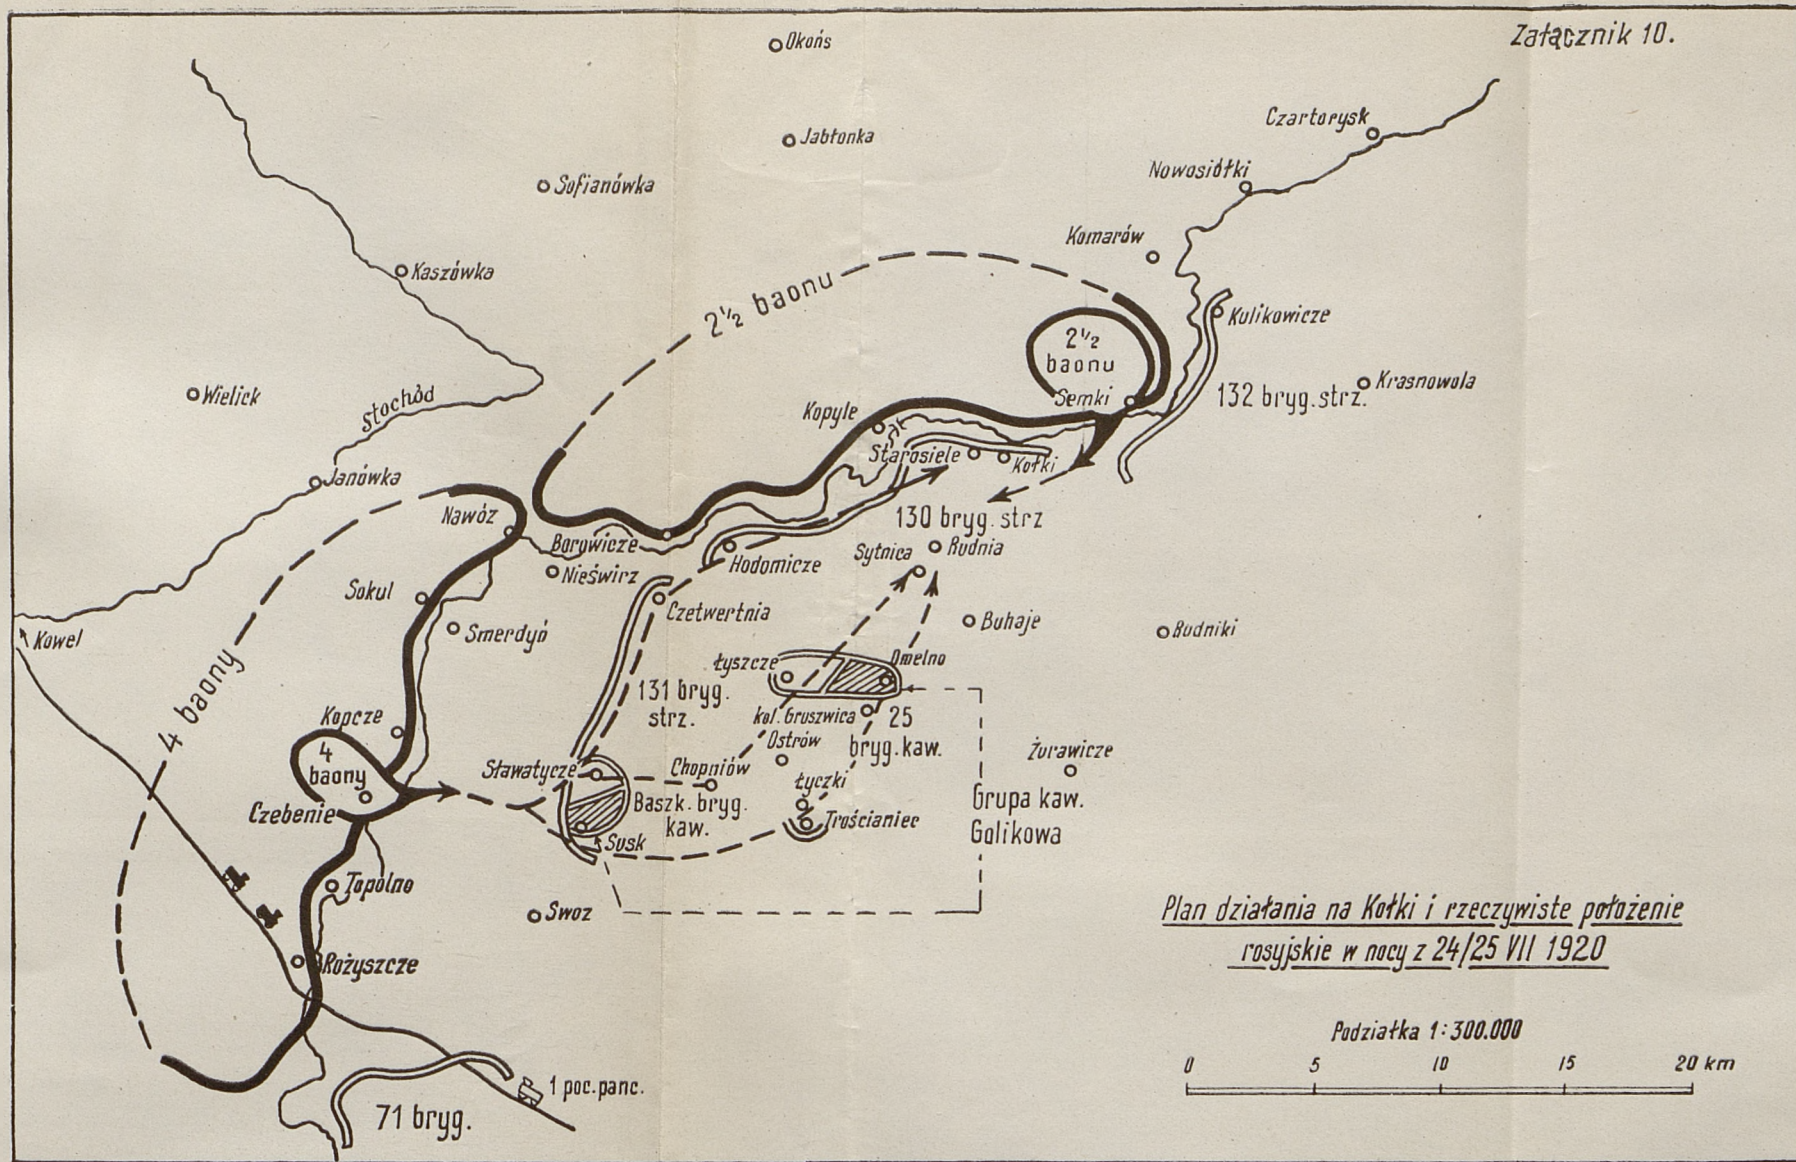 Załącznik 10.
Okońs
Czartorysk
Jabłonka
Nowosiółki
Sofianówka
Komarów
Kaszówka
2½ baonu
Kulikowicze
2½
baonu
Wielick
Stochód
Semki
Krasnowola
132 bryg. strz.
Kopyle
Starosiele
Kołki
Janówka
Nawóz
130 bryg. strz
Borowicze
Sytnica
Rudnia
Hodomicze
Nieświrz
Sokul
Czetwertnia
Smerdyń
Buhaje
Budniki
Kowel
4 baony
Łyszcze
Omelno
131 bryg.
strz.
Kopcze
kol. Gruszwica
25
bryg. kaw.
Ostrów
4
baony
Żurawicze
Sławatycze
Chopniów
Łyczki
Czebenie
Baszk. bryg.
kaw.
Grupa kaw.
Golikowa
Trościaniec
Susk
Topolno
Swoz
Plan działania na Kołki i rzeczywiste położenie
rosyjskie w nocy z 24/25 VII 1920
Rożyszcze
Podziałka 1:300.000
0 5 10 15 20 km
1 poc. panc.
71 bryg.